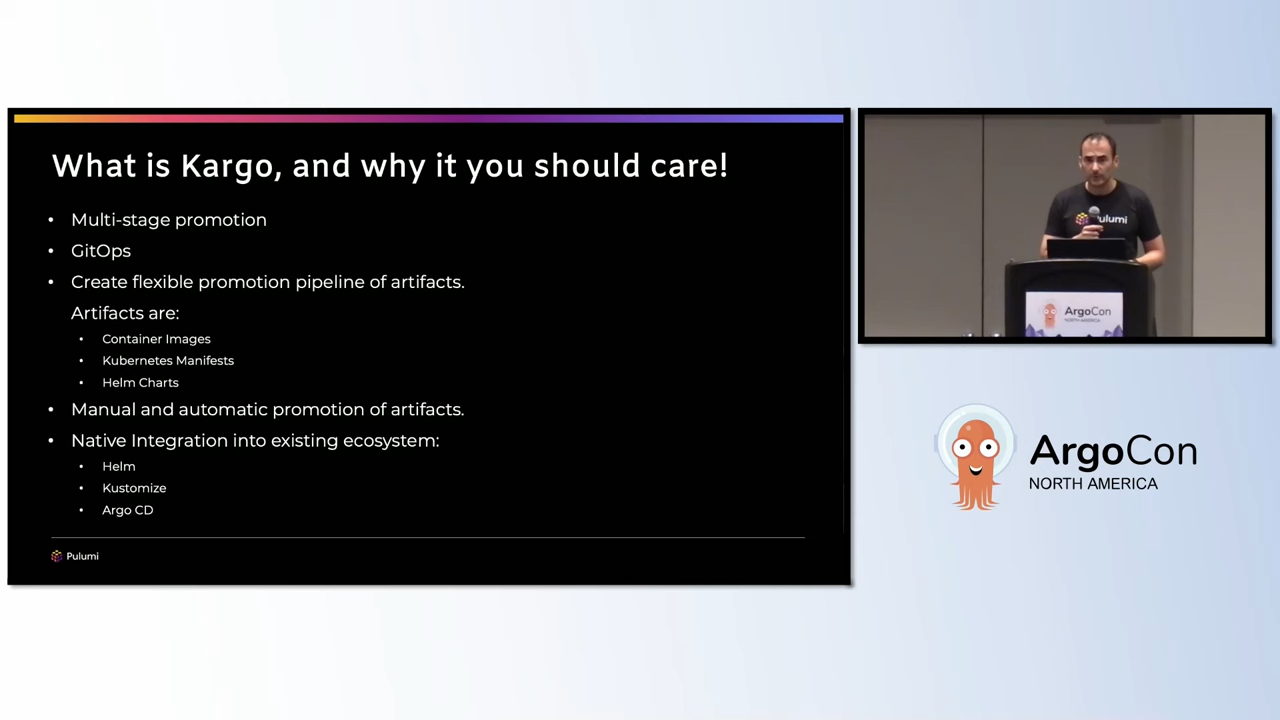 What is Kargo, and why it you should care!
• Multi-stage promotion
• GitOps
• Create flexible promotion pipeline of artifacts.
Artifacts are:
• Container Images
• Kubernetes Manifests
• Helm Charts
• Manual and automatic promotion of artifacts.
• Native Integration into existing ecosystem:
• Helm
• Kustomize
• Argo CD
Pulumi
Pulumi
ArgoCon
NORTH AMERICA
ArgoCon
NORTH AMERICA